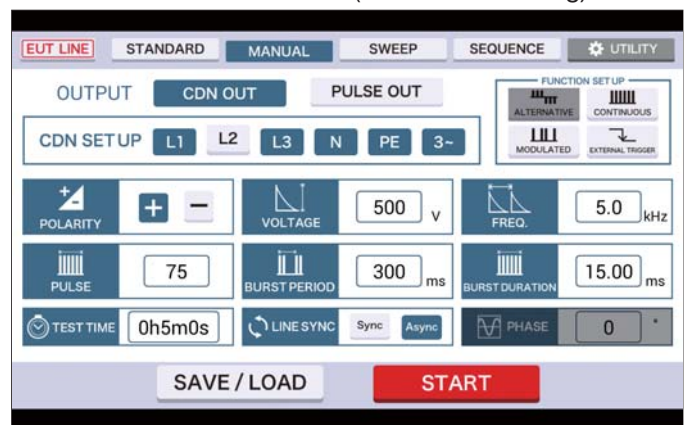 (
EUT LINE STANDARD MANUAL SWEEP SEQUENCE UTILITY
OUTPUT CDN OUT PULSE OUT
FUNCTION SET UP
ALTERNATIVE CONTINUOUS
MODULATED EXTERNAL TRIGGER
CDN SET UP L1 L2 L3 N PE 3~
POLARITY + −
VOLTAGE 500 V
FREQ. 5.0 kHz
PULSE 75
BURST PERIOD 300 ms
BURST DURATION 15.00 ms
TEST TIME 0h5m0s
LINE SYNC Sync Async
PHASE 0 °
SAVE / LOAD START